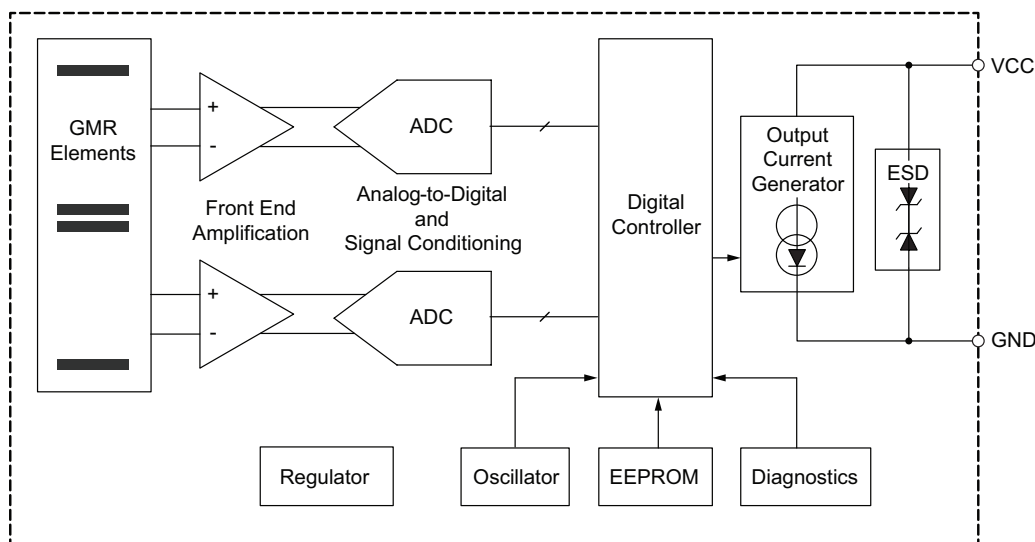 GMR
Elements
+
-
Front End
Amplification
+
-
ADC
Analog-to-Digital
and
Signal Conditioning
ADC
Digital
Controller
Output
Current
Generator
ESD
VCC
GND
Regulator
Oscillator
EEPROM
Diagnostics